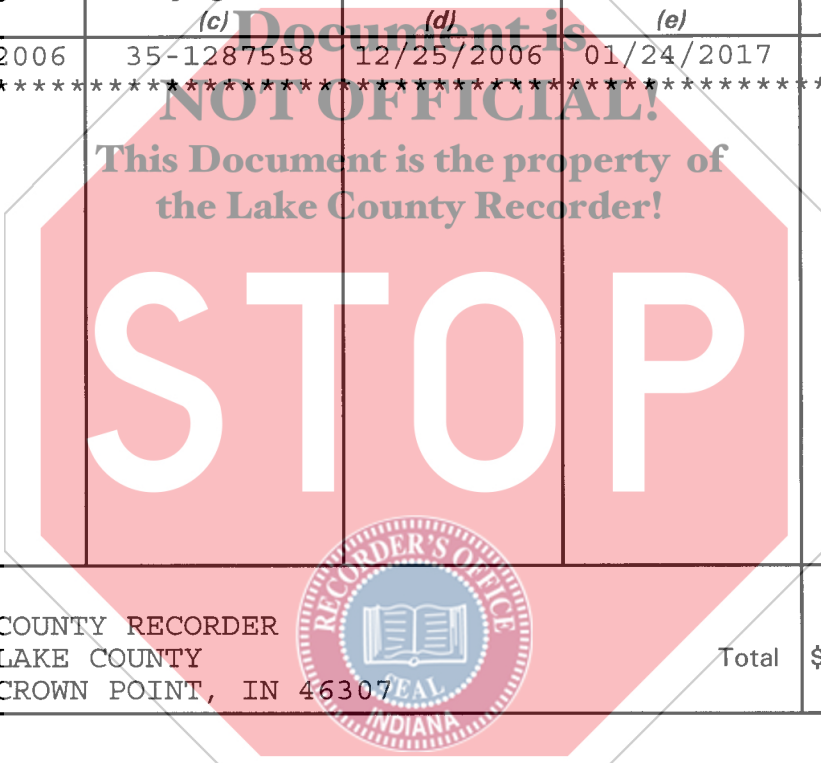 (c) (d) (e)
Document is
2006 35-1287558 12/25/2006 01/24/2017
***************************************************
NOT OFFICIAL!
This Document is the property of
the Lake County Recorder!
STOP
RECORDER'S OFFICE
SEAL
INDIANA
COUNTY RECORDER
LAKE COUNTY
Total $
CROWN POINT, IN 46307